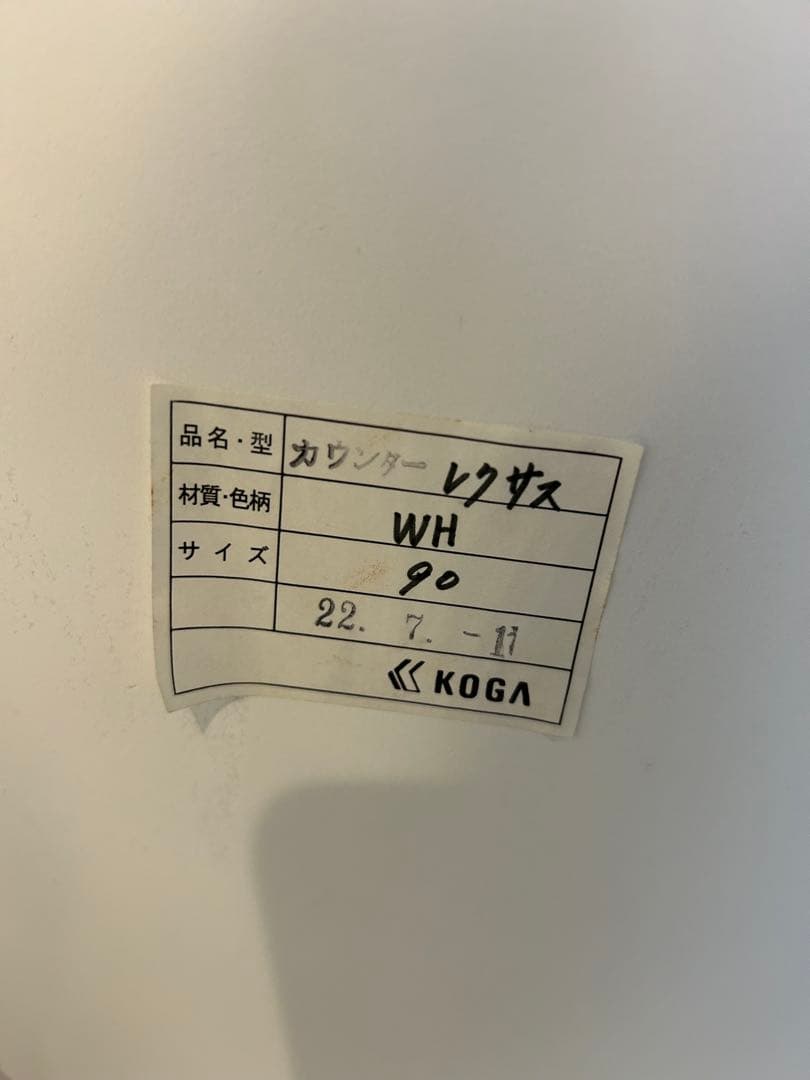 品名・型 カウンター レクサス
材質・色柄 WH
サイズ 90
22. 7. -11
KOGA